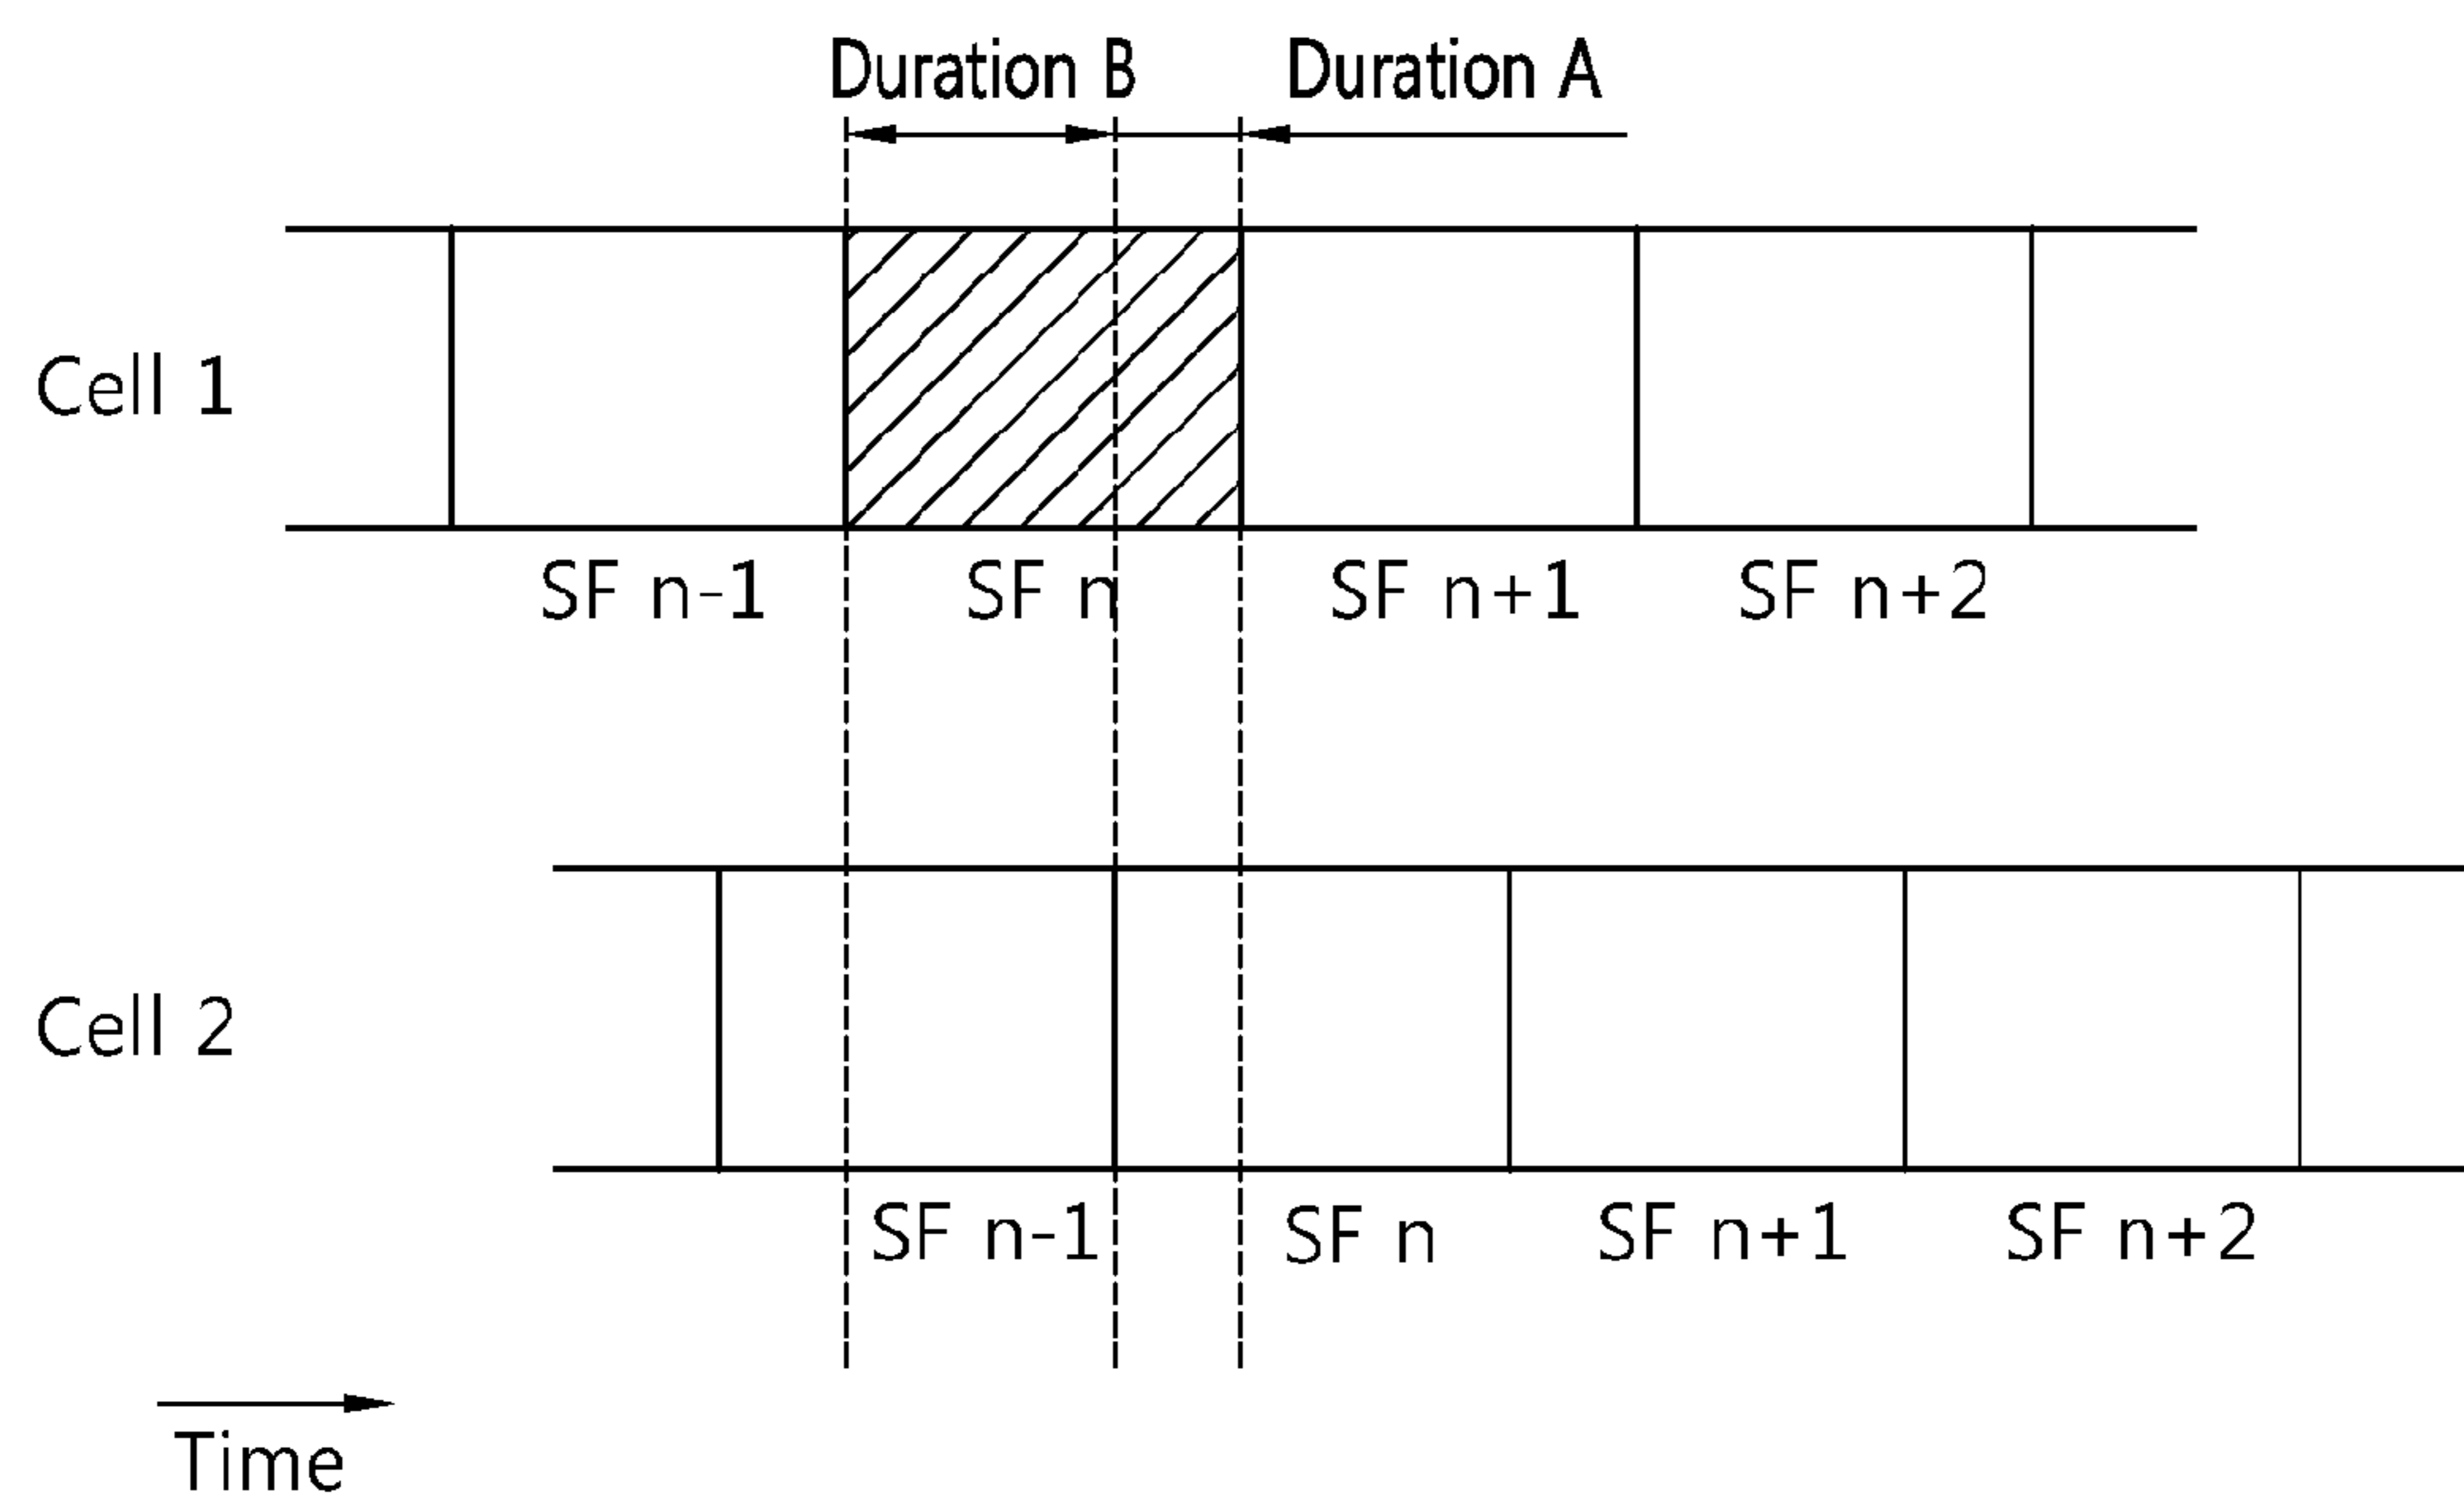 Duration B Duration A
Cell 1
SF n-1 SF n SF n+1 SF n+2
Cell 2
SF n-1 SF n SF n+1 SF n+2
Time